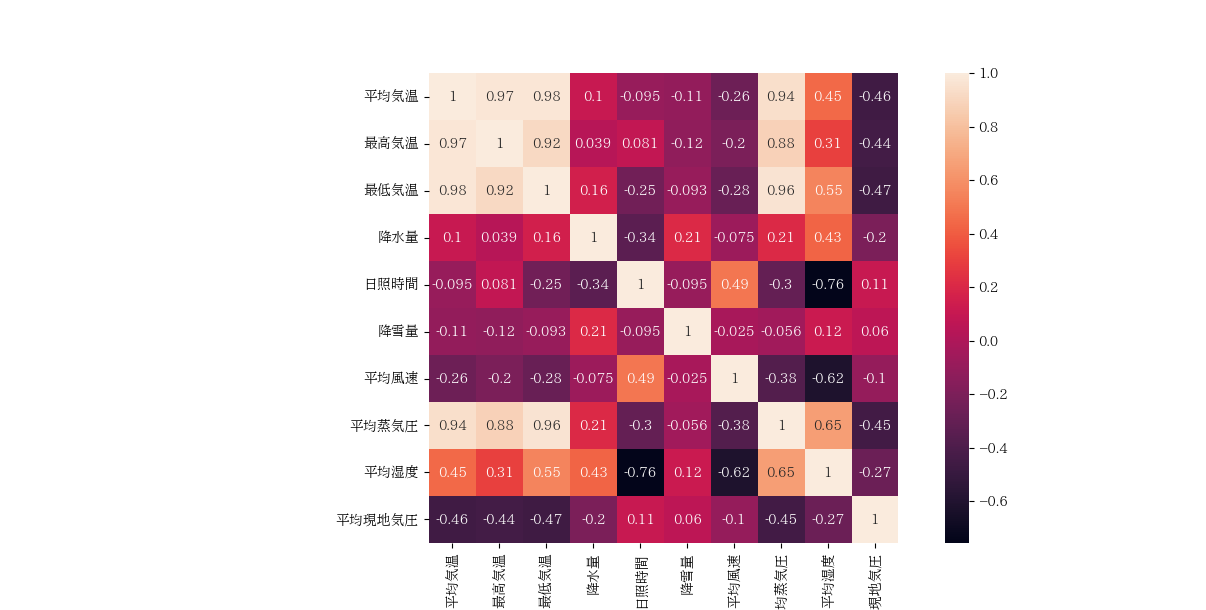 平均気温 1 0.97 0.98 0.1 -0.095 -0.11 -0.26 0.94 0.45 -0.46
最高気温 0.97 1 0.92 0.039 0.081 -0.12 -0.2 0.88 0.31 -0.44
最低気温 0.98 0.92 1 0.16 -0.25 -0.093 -0.28 0.96 0.55 -0.47
降水量 0.1 0.039 0.16 1 -0.34 0.21 -0.075 0.21 0.43 -0.2
日照時間 -0.095 0.081 -0.25 -0.34 1 -0.095 0.49 -0.3 -0.76 0.11
降雪量 -0.11 -0.12 -0.093 0.21 -0.095 1 -0.025 -0.056 0.12 0.06
平均風速 -0.26 -0.2 -0.28 -0.075 0.49 -0.025 1 -0.38 -0.62 -0.1
平均蒸気圧 0.94 0.88 0.96 0.21 -0.3 -0.056 -0.38 1 0.65 -0.45
平均湿度 0.45 0.31 0.55 0.43 -0.76 0.12 -0.62 0.65 1 -0.27
平均現地気圧 -0.46 -0.44 -0.47 -0.2 0.11 0.06 -0.1 -0.45 -0.27 1
平均気温
最高気温
最低気温
降水量
日照時間
降雪量
平均風速
均蒸気圧
平均湿度
現地気圧
1.0
0.8
0.6
0.4
0.2
0.0
−0.2
−0.4
−0.6